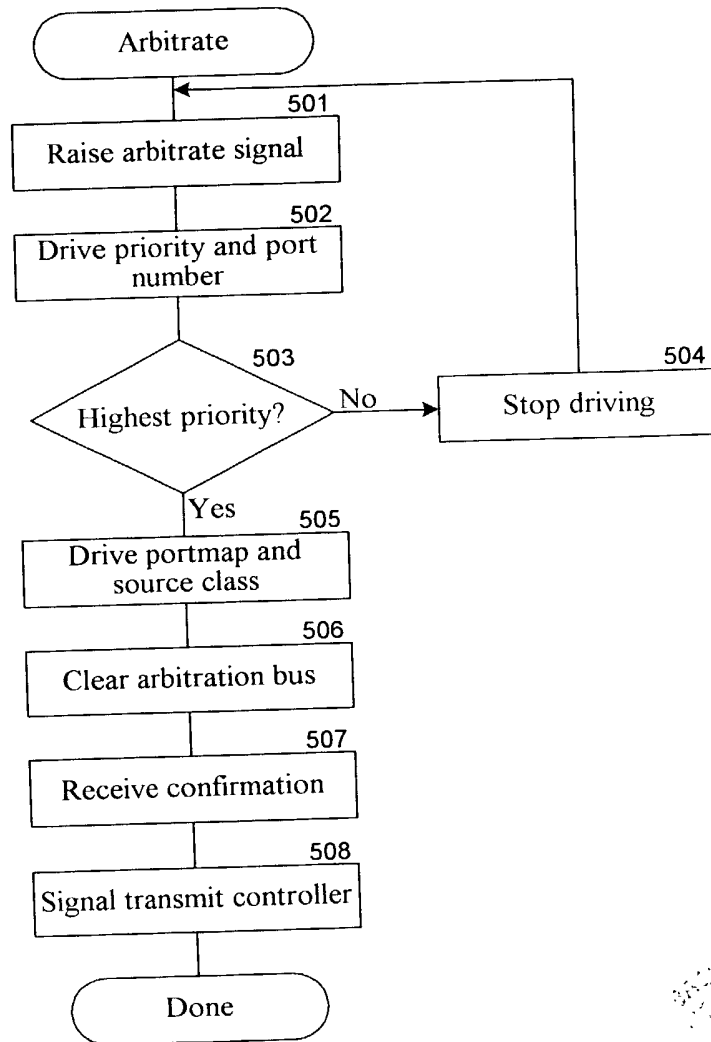 Arbitrate
501
Raise arbitrate signal
502
Drive priority and port
number
503
Highest priority?
No
504
Stop driving
Yes
505
Drive portmap and
source class
506
Clear arbitration bus
507
Receive confirmation
508
Signal transmit controller
Done